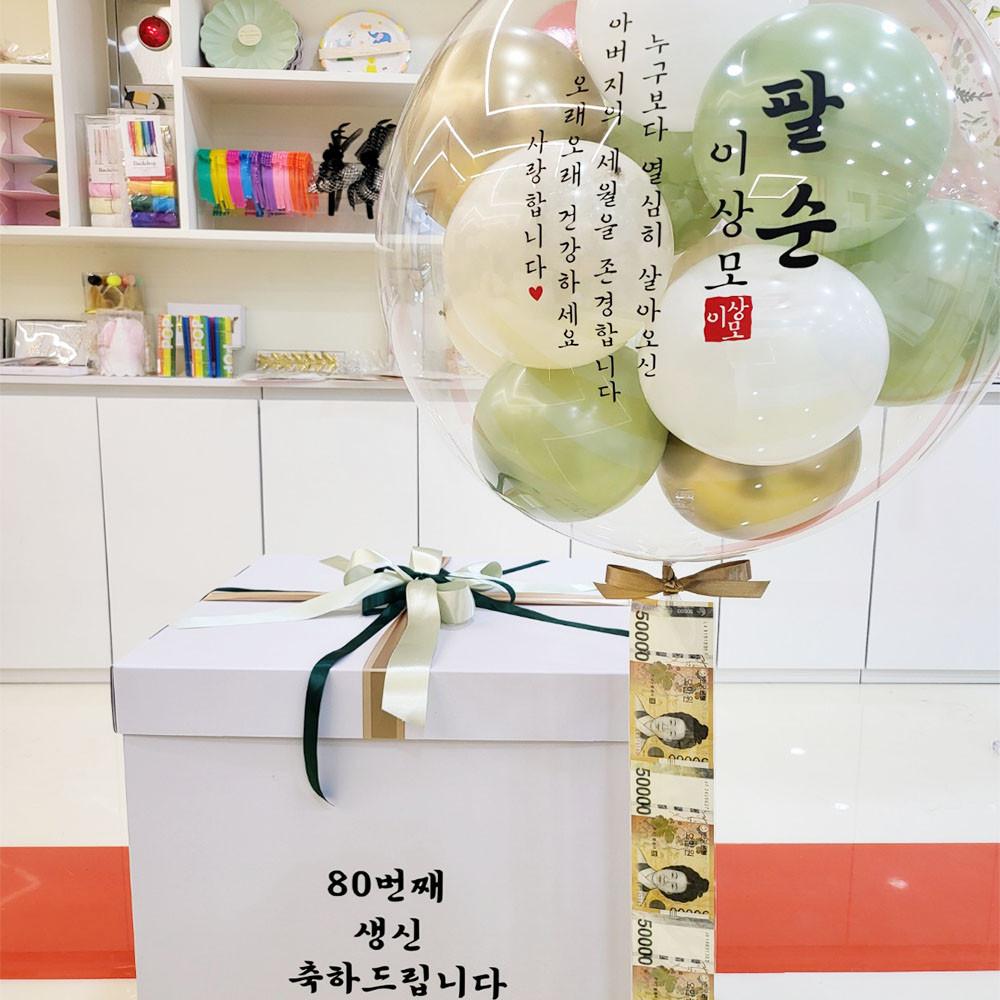 팔순
이상모
이상모
누구보다 열심히 살아오신
아버지의 세월을 존경합니다
오래오래 건강하세요
사랑합니다♥
50000
50000
50000
50000
50000
80번째
생신
축하드립니다